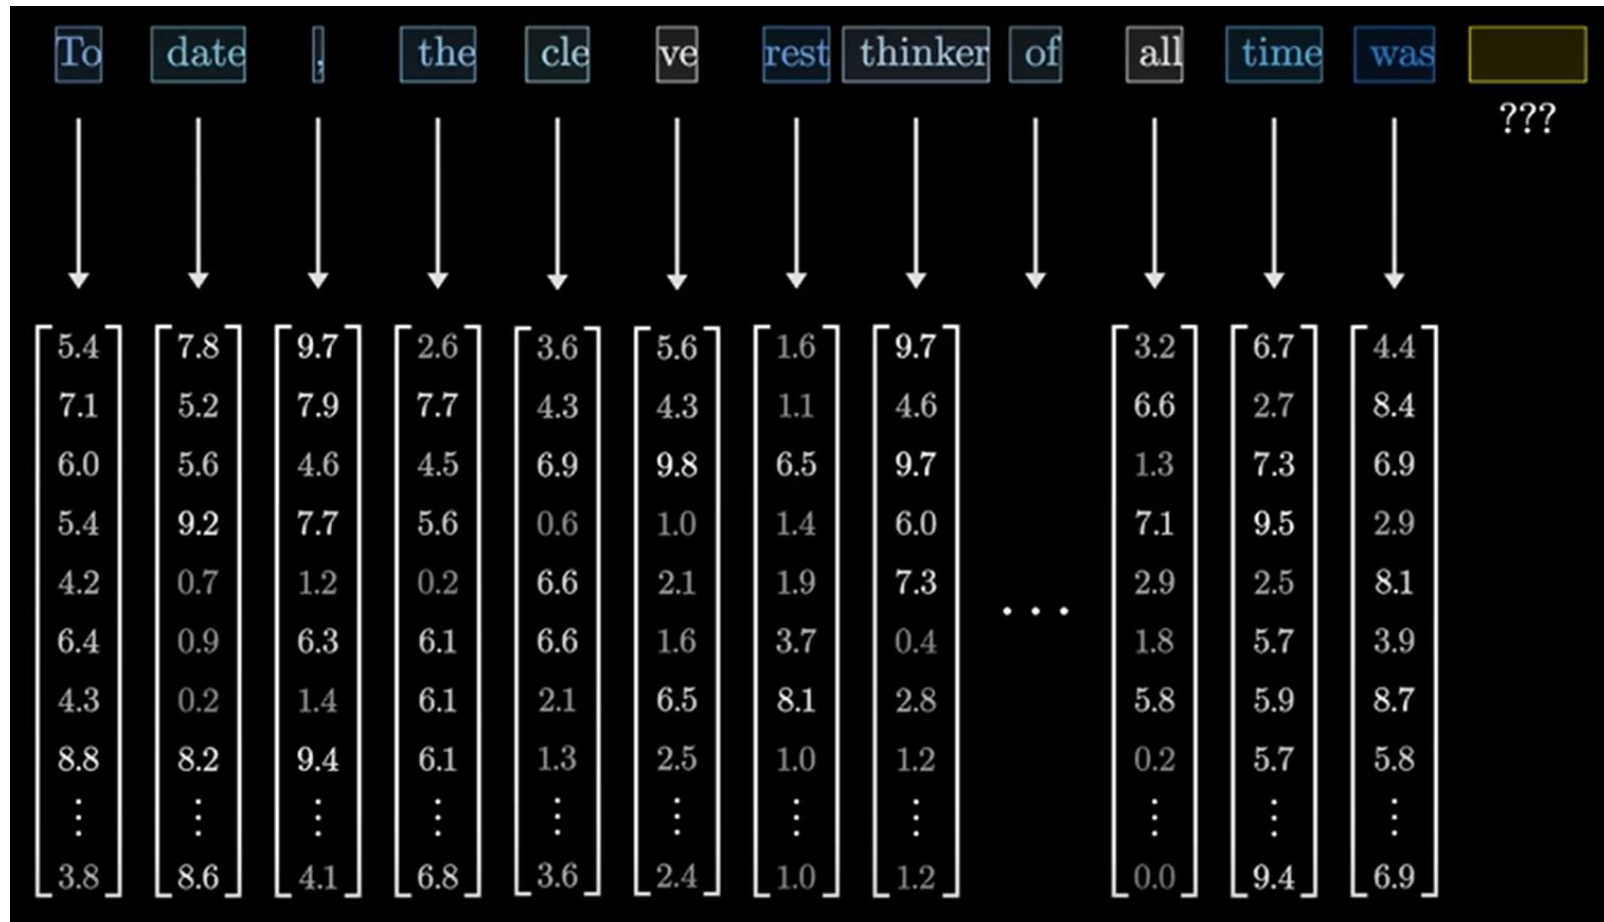 To date , the cle ve rest thinker of all time was
???
5.4 7.8 9.7 2.6 3.6 5.6 1.6 9.7 3.2 6.7 4.4
7.1 5.2 7.9 7.7 4.3 4.3 1.1 4.6 6.6 2.7 8.4
6.0 5.6 4.6 4.5 6.9 9.8 6.5 9.7 1.3 7.3 6.9
5.4 9.2 7.7 5.6 0.6 1.0 1.4 6.0 7.1 9.5 2.9
4.2 0.7 1.2 0.2 6.6 2.1 1.9 7.3 ... 2.9 2.5 8.1
6.4 0.9 6.3 6.1 6.6 1.6 3.7 0.4 1.8 5.7 3.9
4.3 0.2 1.4 6.1 2.1 6.5 8.1 2.8 5.8 5.9 8.7
8.8 8.2 9.4 6.1 1.3 2.5 1.0 1.2 0.2 5.7 5.8
⋮ ⋮ ⋮ ⋮ ⋮ ⋮ ⋮ ⋮ ⋮ ⋮ ⋮
3.8 8.6 4.1 6.8 3.6 2.4 1.0 1.2 0.0 9.4 6.9